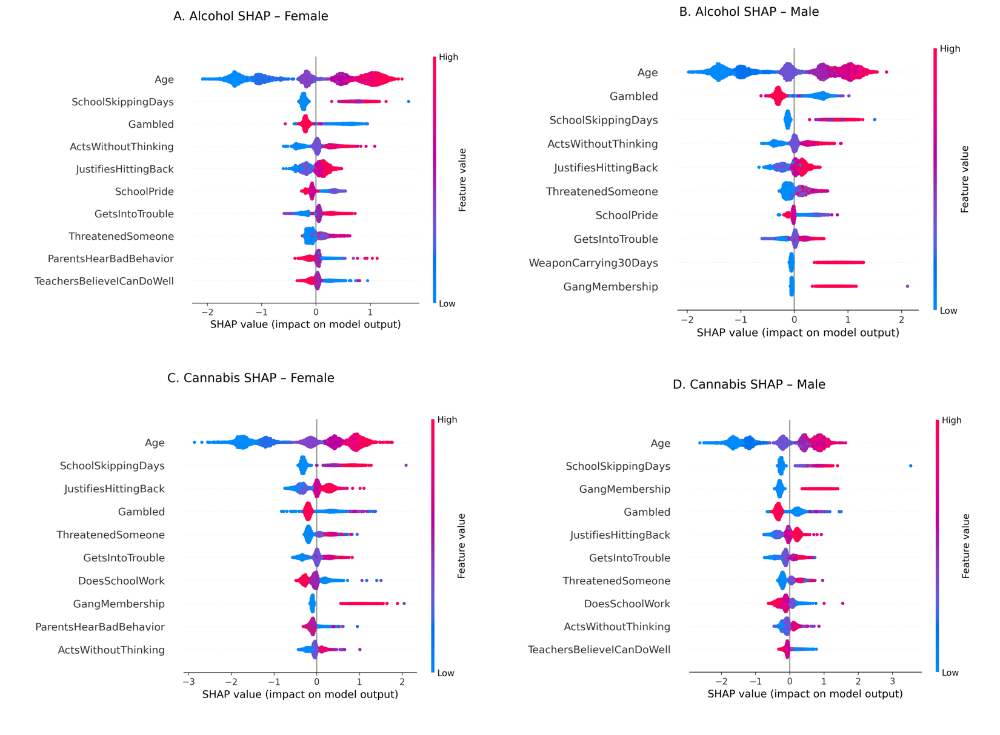 A. Alcohol SHAP – Female
High
Age
SchoolSkippingDays
Gambled
ActsWithoutThinking
JustifiesHittingBack
SchoolPride
GetsIntoTrouble
ThreatenedSomeone
ParentsHearBadBehavior
TeachersBelieveICanDoWell
Low
Feature value
−2 −1 0 1
SHAP value (impact on model output)
B. Alcohol SHAP – Male
High
Age
Gambled
SchoolSkippingDays
ActsWithoutThinking
JustifiesHittingBack
ThreatenedSomeone
SchoolPride
GetsIntoTrouble
WeaponCarrying30Days
GangMembership
Low
Feature value
−2 −1 0 1 2
SHAP value (impact on model output)
C. Cannabis SHAP – Female
High
Age
SchoolSkippingDays
JustifiesHittingBack
Gambled
ThreatenedSomeone
GetsIntoTrouble
DoesSchoolWork
GangMembership
ParentsHearBadBehavior
ActsWithoutThinking
Low
Feature value
−3 −2 −1 0 1 2
SHAP value (impact on model output)
D. Cannabis SHAP – Male
High
Age
SchoolSkippingDays
GangMembership
Gambled
JustifiesHittingBack
GetsIntoTrouble
ThreatenedSomeone
DoesSchoolWork
ActsWithoutThinking
TeachersBelieveICanDoWell
Low
Feature value
−2 −1 0 1 2 3
SHAP value (impact on model output)